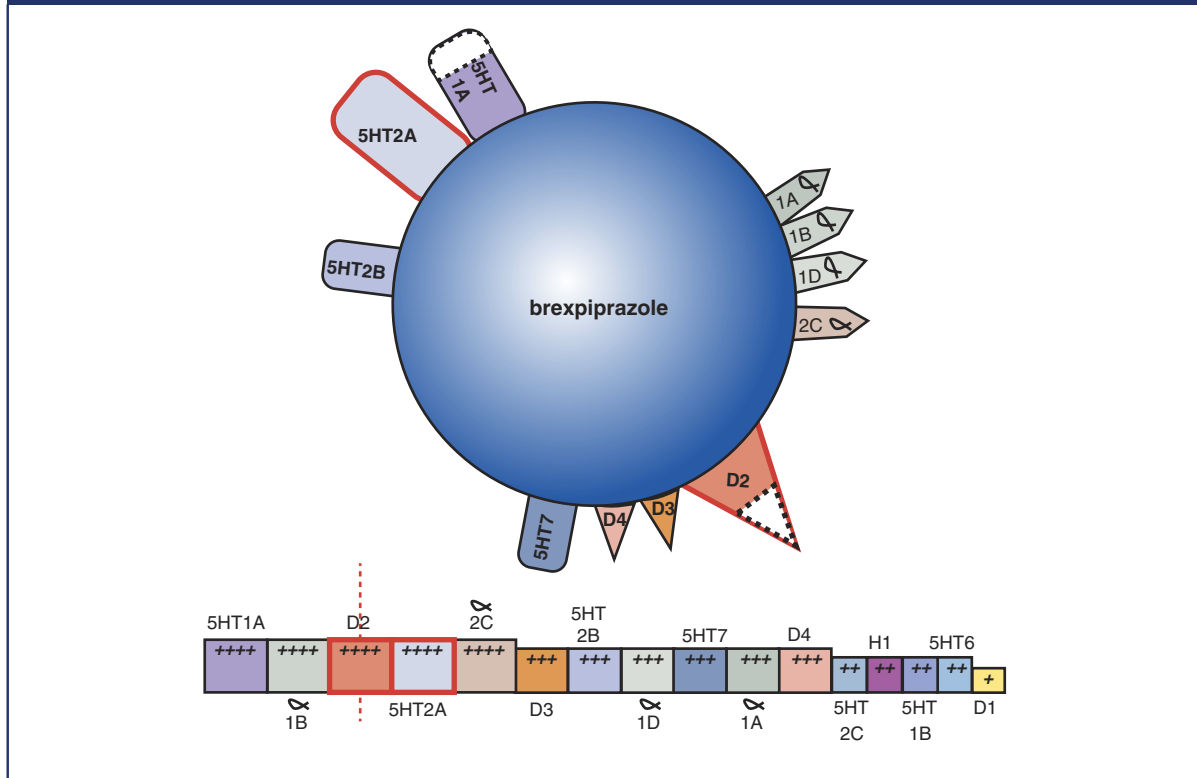 5HT
1A
5HT2A
1A α
1B α
5HT2B
1D α
brexpiprazole
2C α
D2
D3
D4
5HT7
α
5HT 5HT1A D2 2C 2B 5HT7 D4 H1 5HT6
++++ ++++ ++++ ++++ ++++ +++ +++ +++ +++ +++ +++ ++ ++ ++ ++ +
α 1B 5HT2A D3 α 1D α 1A 5HT 2C 5HT 1B D1